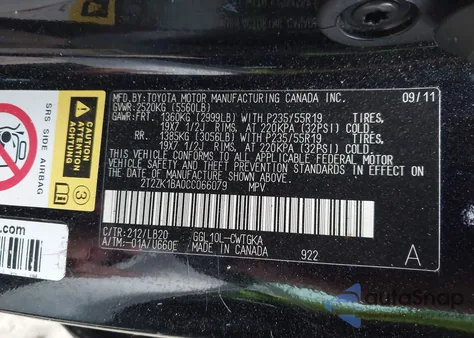 MFD.BY:TOYOTA MOTOR MANUFACTURING CANADA INC. 09/11
GVWR:2520KG (5560LB)
GAWR:FRT. 1360KG (2999LB) WITH P235/55R19 TIRES,
19X7 1/2J RIMS, AT 220KPA (32PSI) COLD
RR. 1385KG (3056LB) WITH P235/55R19 TIRES,
19X7 1/2J RIMS, AT 220KPA (32PSI) COLD
THIS VEHICLE CONFORMS TO ALL APPLICABLE FEDERAL MOTOR
VEHICLE SAFETY, BUMPER, AND THEFT PREVENTION STANDARDS
IN EFFECT ON THE DATE OF MANUFACTURE SHOWN ABOVE.
2T2ZK1BA0CC066079 MPV
C/TR:212/LB20 GGL10L-CWTGKA
A/TM:-01A/U660E MADE IN CANADA 922 A
SRS SIDE AIRBAG
ATTENTION
ACHTUNG
3
.com
autoSnap